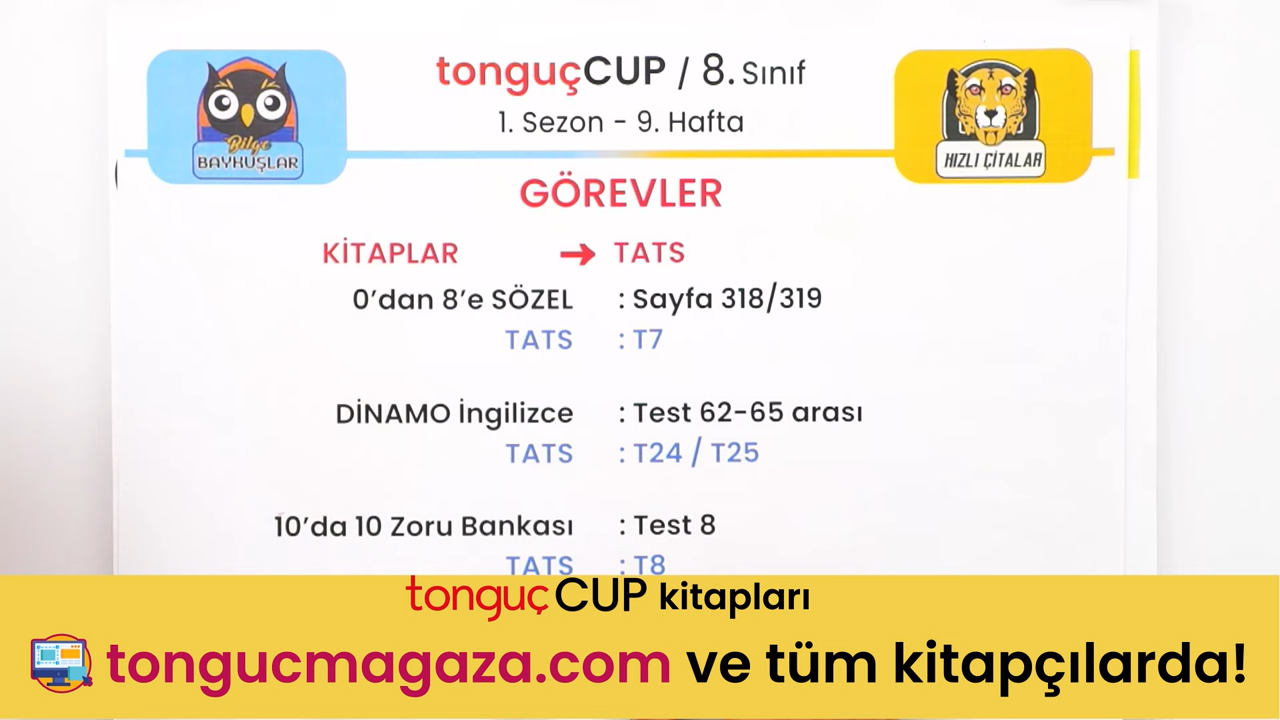 tonguçCUP / 8. Sınıf
1. Sezon - 9. Hafta
Bilge
BAYKUŞLAR
HIZLI ÇİTALAR
GÖREVLER
KİTAPLAR → TATS
0’dan 8’e SÖZEL : Sayfa 318/319
TATS : T7
DİNAMO İngilizce : Test 62-65 arası
TATS : T24 / T25
10’da 10 Zoru Bankası : Test 8
TATS : T8
tonguçCUP kitapları
tongucmagaza.com ve tüm kitapçılarda!